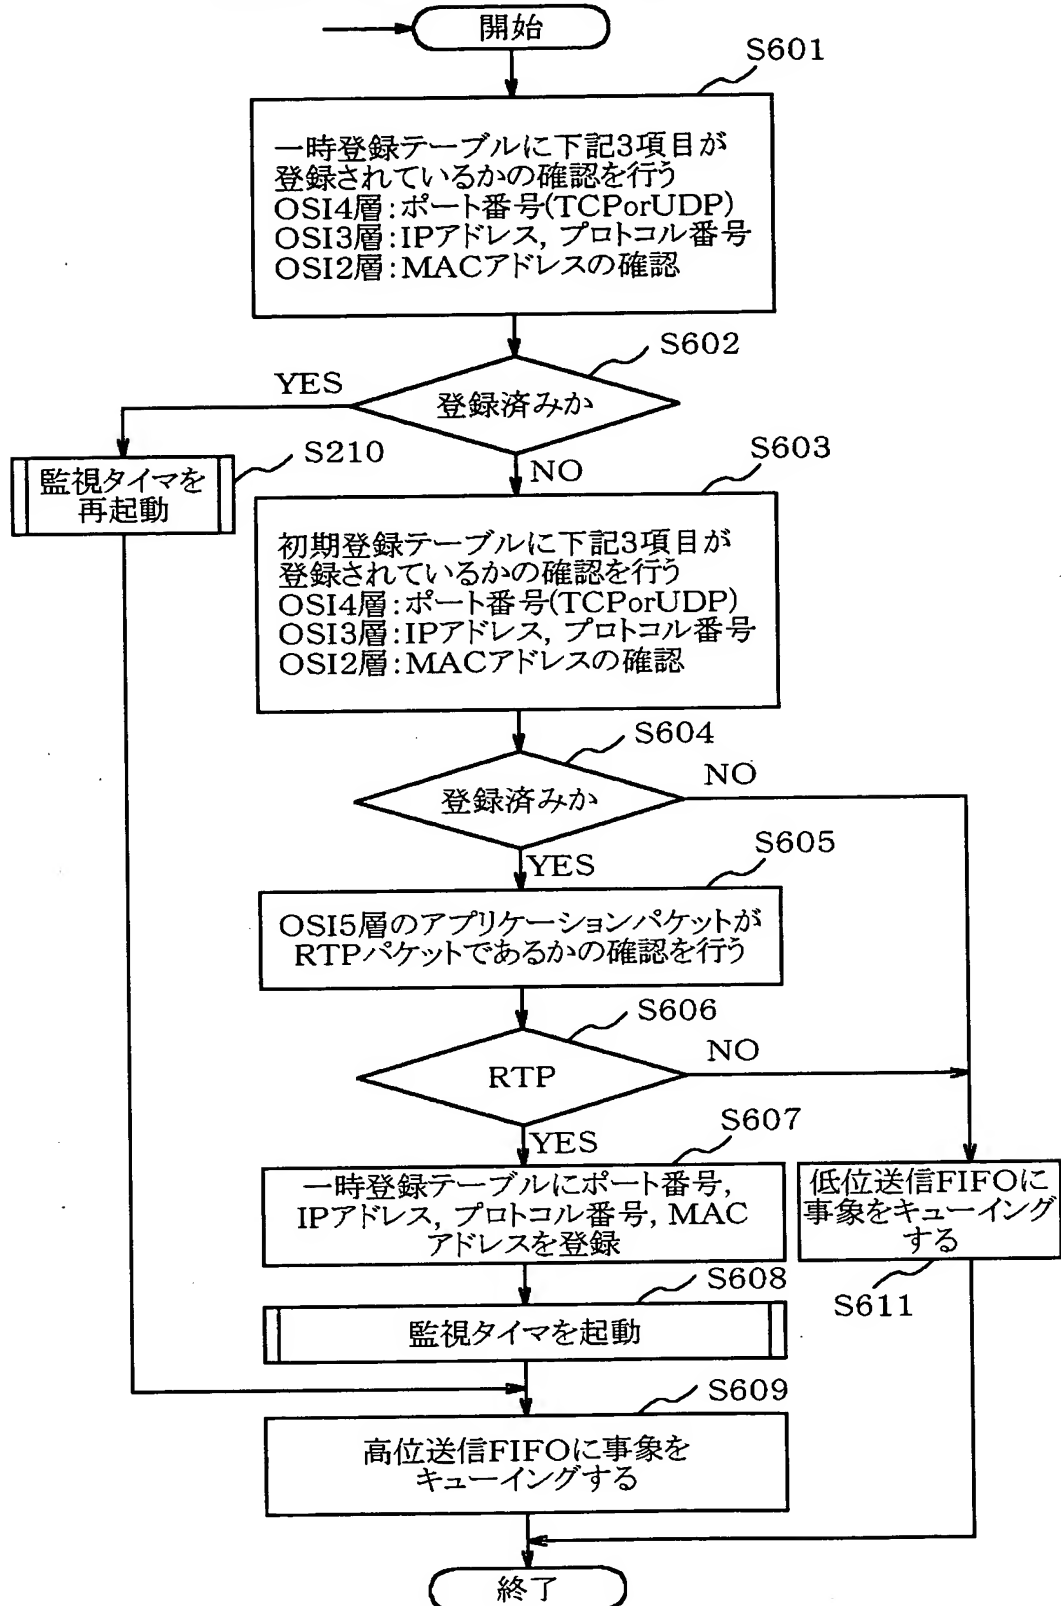 開始
S601
一時登録テーブルに下記3項目が
登録されているかの確認を行う
OSI4層:ポート番号(TCPorUDP)
OSI3層:IPアドレス, プロトコル番号
OSI2層:MACアドレスの確認
S602
YES
登録済みか
S210
監視タイマを
再起動
NO
S603
初期登録テーブルに下記3項目が
登録されているかの確認を行う
OSI4層:ポート番号(TCPorUDP)
OSI3層:IPアドレス, プロトコル番号
OSI2層:MACアドレスの確認
S604
NO
登録済みか
YES
S605
OSI5層のアプリケーションパケットが
RTPパケットであるかの確認を行う
S606
NO
RTP
YES
S607
一時登録テーブルにポート番号,
IPアドレス, プロトコル番号, MAC
アドレスを登録
低位送信FIFOに
事象をキューイング
する
S611
S608
監視タイマを起動
S609
高位送信FIFOに事象を
キューイングする
終了